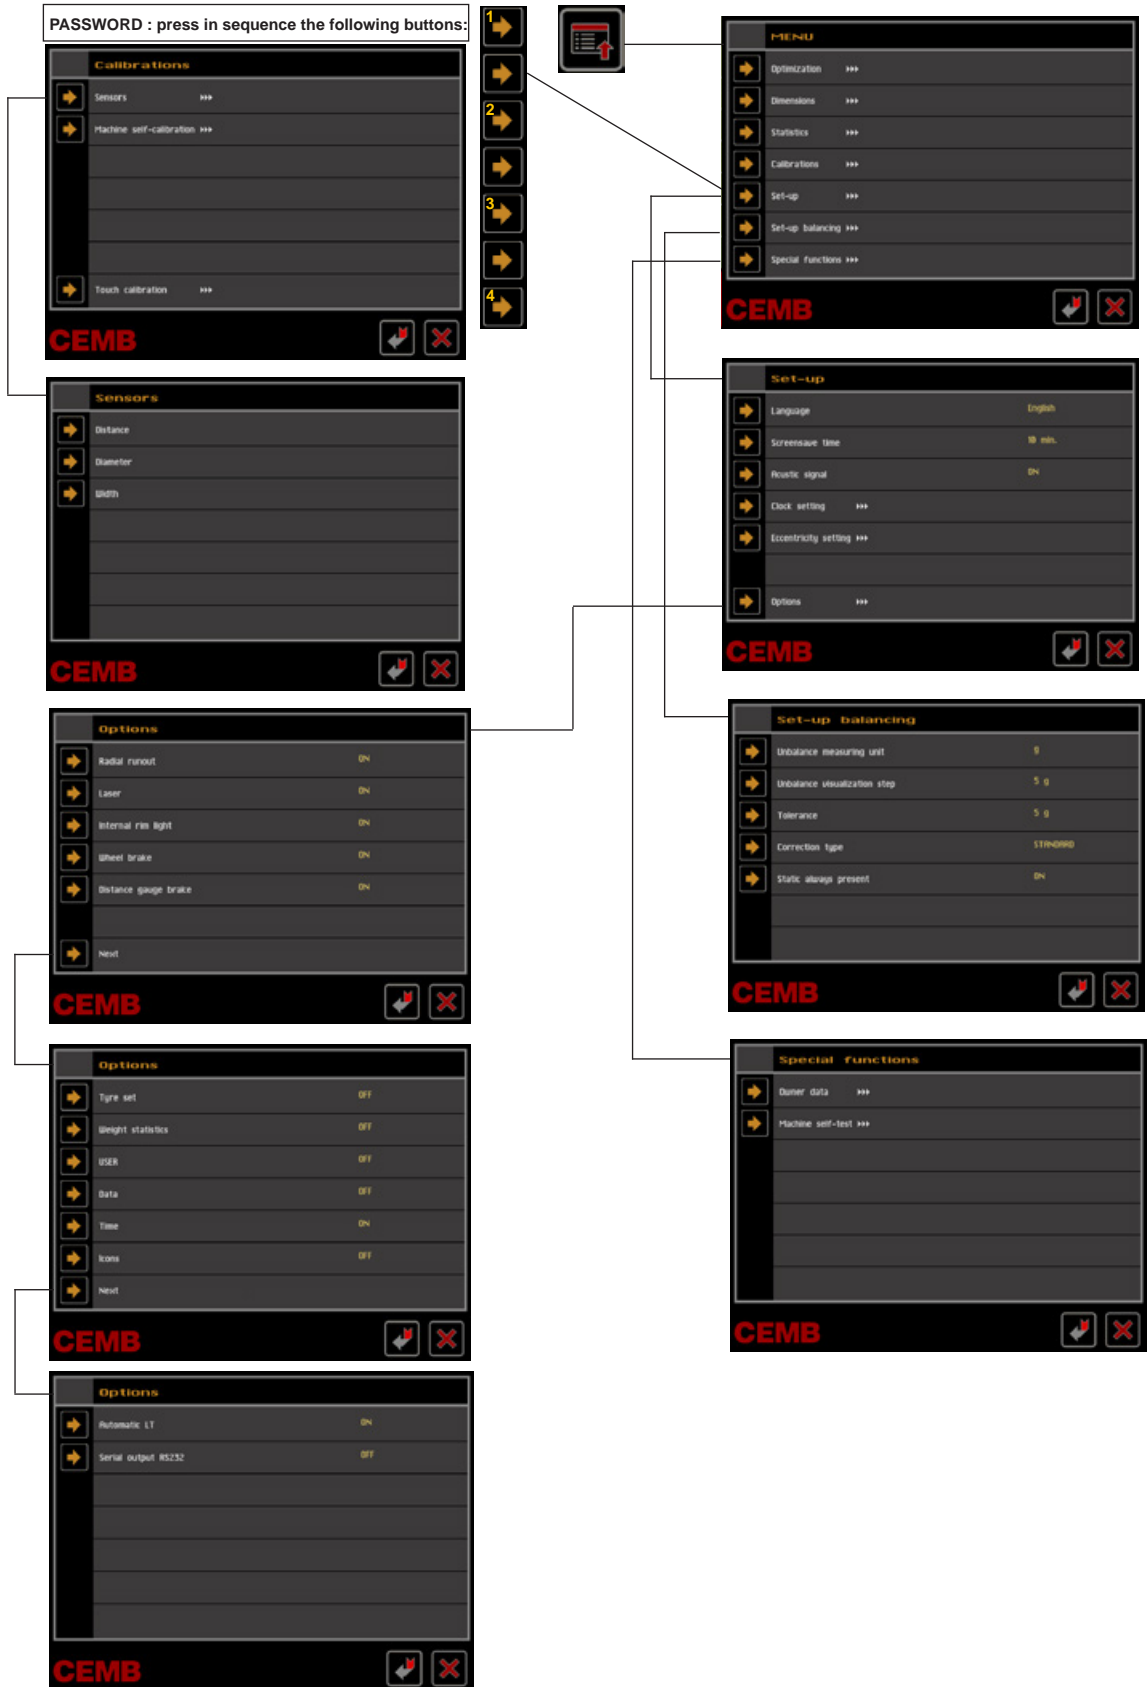 PASSWORD : press in sequence the following buttons:
1
2
3
4
Calibrations
Sensors
Machine self-calibration
Touch calibration
CEMB
MENU
Optimization
Dimensions
Statistics
Calibrations
Set-up
Set-up balancing
Special functions
CEMB
Sensors
Distance
Diameter
Width
CEMB
Set-up
Language English
Screensave time 10 min.
Acustic signal ON
Clock setting
Eccentricity setting
Options
CEMB
Options
Radial runout ON
Laser ON
Internal rim light ON
Wheel brake ON
Distance gauge brake ON
Next
CEMB
Set-up balancing
Unbalance measuring unit g
Unbalance visualization step 5 g
Tolerance 5 g
Correction type STANDARD
Static always present ON
CEMB
Options
Tyre set OFF
Weight statistics OFF
USER OFF
Data OFF
Time ON
Icons OFF
Next
CEMB
Special functions
Owner data
Machine self-test
CEMB
Options
Automatic LT ON
Serial output RS232 OFF
CEMB